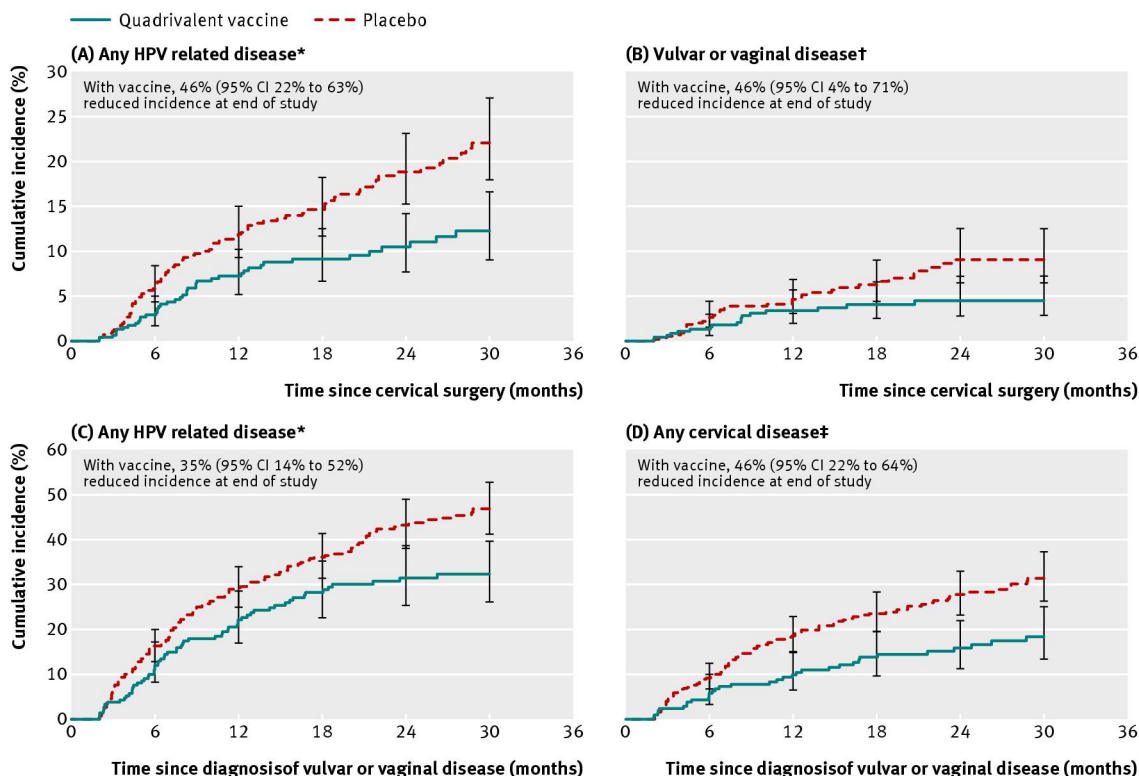 Quadrivalent vaccine Placebo
(A) Any HPV related disease*
With vaccine, 46% (95% CI 22% to 63%)
reduced incidence at end of study
Cumulative incidence (%)
30
25
20
15
10
5
0
0 6 12 18 24 30 36
Time since cervical surgery (months)
(B) Vulvar or vaginal disease†
With vaccine, 46% (95% CI 4% to 71%)
reduced incidence at end of study
0 6 12 18 24 30 36
Time since cervical surgery (months)
(C) Any HPV related disease*
With vaccine, 35% (95% CI 14% to 52%)
reduced incidence at end of study
Cumulative incidence (%)
60
50
40
30
20
10
0
0 6 12 18 24 30 36
Time since diagnosisof vulvar or vaginal disease (months)
(D) Any cervical disease‡
With vaccine, 46% (95% CI 22% to 64%)
reduced incidence at end of study
0 6 12 18 24 30 36
Time since diagnosisof vulvar or vaginal disease (months)